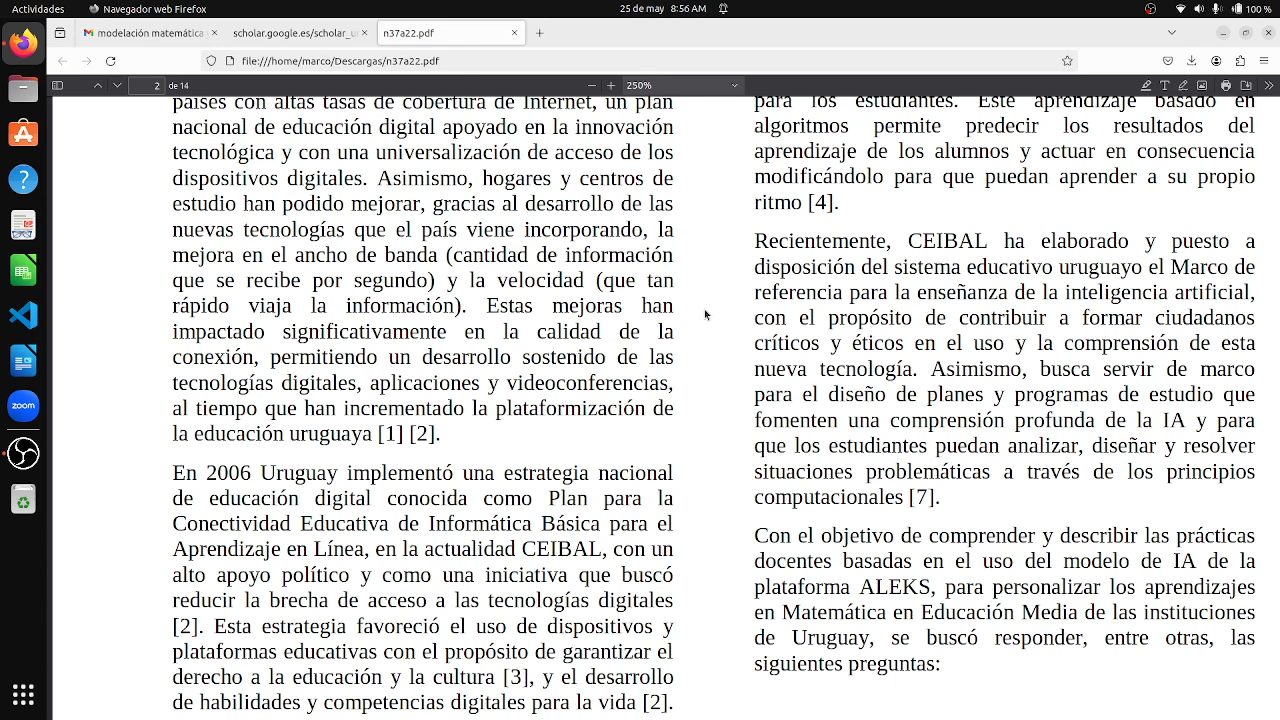 Actividades
Navegador web Firefox
25 de may 8:56 AM
100 %
modelación matemática
scholar.google.es/scholar_u
n37a22.pdf
file:///home/marco/Descargas/n37a22.pdf
2 de 14
250%
países con altas tasas de cobertura de Internet, un plan
nacional de educación digital apoyado en la innovación
tecnológica y con una universalización de acceso de los
dispositivos digitales. Asimismo, hogares y centros de
estudio han podido mejorar, gracias al desarrollo de las
nuevas tecnologías que el país viene incorporando, la
mejora en el ancho de banda (cantidad de información
que se recibe por segundo) y la velocidad (que tan
rápido viaja la información). Estas mejoras han
impactado significativamente en la calidad de la
conexión, permitiendo un desarrollo sostenido de las
tecnologías digitales, aplicaciones y videoconferencias,
al tiempo que han incrementado la plataformización de
la educación uruguaya [1] [2].
En 2006 Uruguay implementó una estrategia nacional
de educación digital conocida como Plan para la
Conectividad Educativa de Informática Básica para el
Aprendizaje en Línea, en la actualidad CEIBAL, con un
alto apoyo político y como una iniciativa que buscó
reducir la brecha de acceso a las tecnologías digitales
[2]. Esta estrategia favoreció el uso de dispositivos y
plataformas educativas con el propósito de garantizar el
derecho a la educación y la cultura [3], y el desarrollo
de habilidades y competencias digitales para la vida [2].
para los estudiantes. Este aprendizaje basado en
algoritmos permite predecir los resultados del
aprendizaje de los alumnos y actuar en consecuencia
modificándolo para que puedan aprender a su propio
ritmo [4].
Recientemente, CEIBAL ha elaborado y puesto a
disposición del sistema educativo uruguayo el Marco de
referencia para la enseñanza de la inteligencia artificial,
con el propósito de contribuir a formar ciudadanos
críticos y éticos en el uso y la comprensión de esta
nueva tecnología. Asimismo, busca servir de marco
para el diseño de planes y programas de estudio que
fomenten una comprensión profunda de la IA y para
que los estudiantes puedan analizar, diseñar y resolver
situaciones problemáticas a través de los principios
computacionales [7].
Con el objetivo de comprender y describir las prácticas
docentes basadas en el uso del modelo de IA de la
plataforma ALEKS, para personalizar los aprendizajes
en Matemática en Educación Media de las instituciones
de Uruguay, se buscó responder, entre otras, las
siguientes preguntas:
zoom